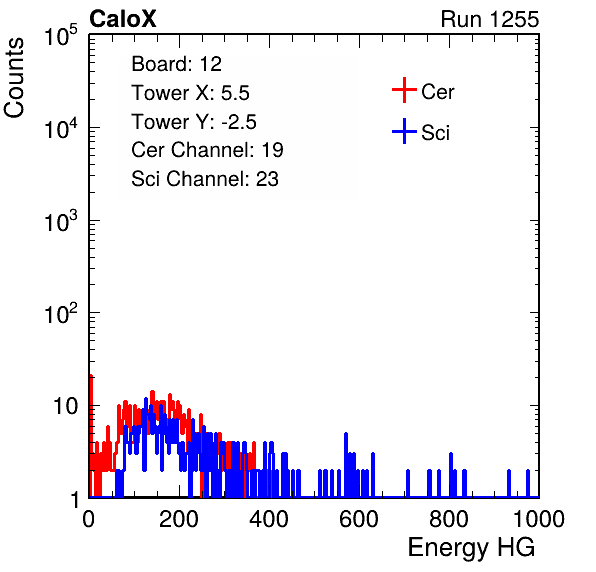 CaloX Run 1255
Board: 12
Tower X: 5.5
Tower Y: -2.5
Cer Channel: 19
Sci Channel: 23
Cer
Sci
Counts
10^5
10^4
10^3
10^2
10
1
0 200 400 600 800 1000
Energy HG